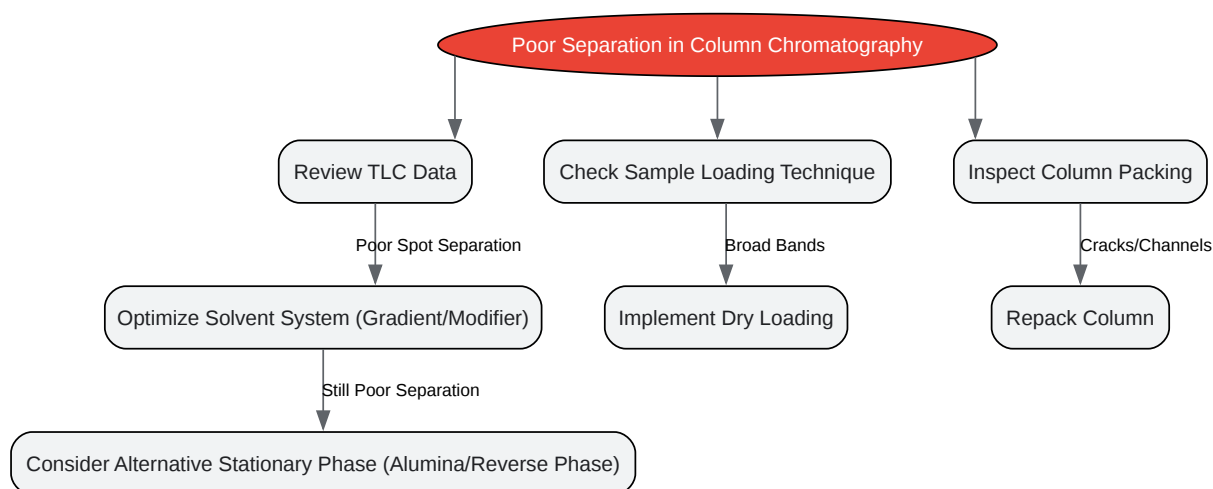 Poor Separation in Column Chromatography
Review TLC Data
Check Sample Loading Technique
Inspect Column Packing
Poor Spot Separation
Broad Bands
Cracks/Channels
Optimize Solvent System (Gradient/Modifier)
Implement Dry Loading
Repack Column
Still Poor Separation
Consider Alternative Stationary Phase (Alumina/Reverse Phase)